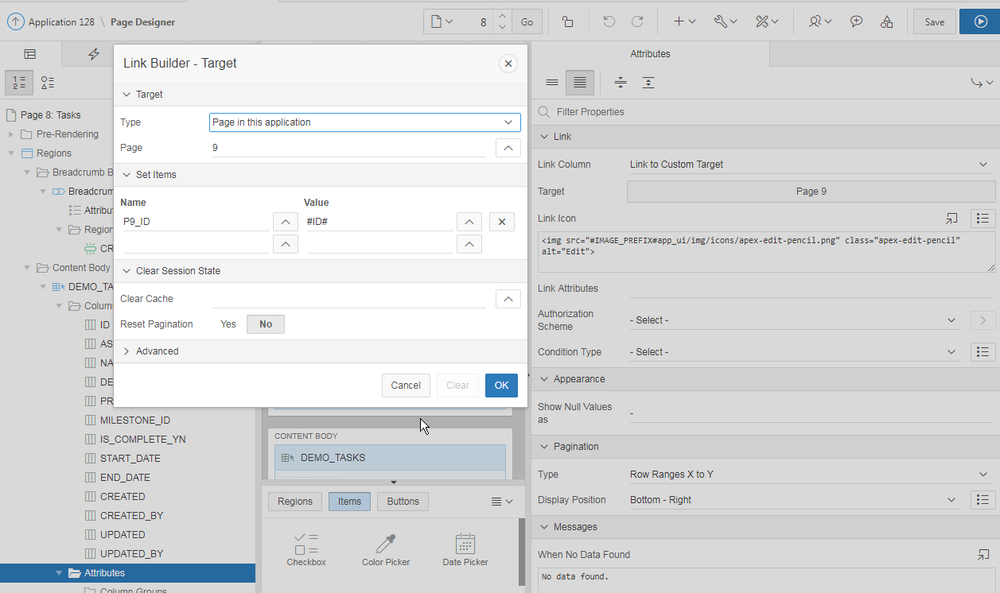 Application 128 \ Page Designer
8
Go
Save
Page 8: Tasks
Pre-Rendering
Regions
Breadcrumb B
Breadcrum
Attribu
Region
CR
Content Body
DEMO_TA
Colum
ID
AS
NA
DE
PR
MILESTONE_ID
IS_COMPLETE_YN
START_DATE
END_DATE
CREATED
CREATED_BY
UPDATED
UPDATED_BY
Attributes
Column Groups
Link Builder - Target
Target
Type Page in this application
Page 9
Set Items
Name Value
P9_ID #ID#
Clear Session State
Clear Cache
Reset Pagination Yes No
Advanced
Cancel Clear OK
CONTENT BODY
DEMO_TASKS
Regions Items Buttons
Checkbox Color Picker Date Picker
Attributes
Filter Properties
Link
Link Column Link to Custom Target
Target Page 9
Link Icon
<img src="#IMAGE_PREFIX#app_ui/img/icons/apex-edit-pencil.png" class="apex-edit-pencil"
alt="Edit">
Link Attributes
Authorization
Scheme
- Select -
Condition Type - Select -
Appearance
Show Null Values
as
-
Pagination
Type Row Ranges X to Y
Display Position Bottom - Right
Messages
When No Data Found
No data found.